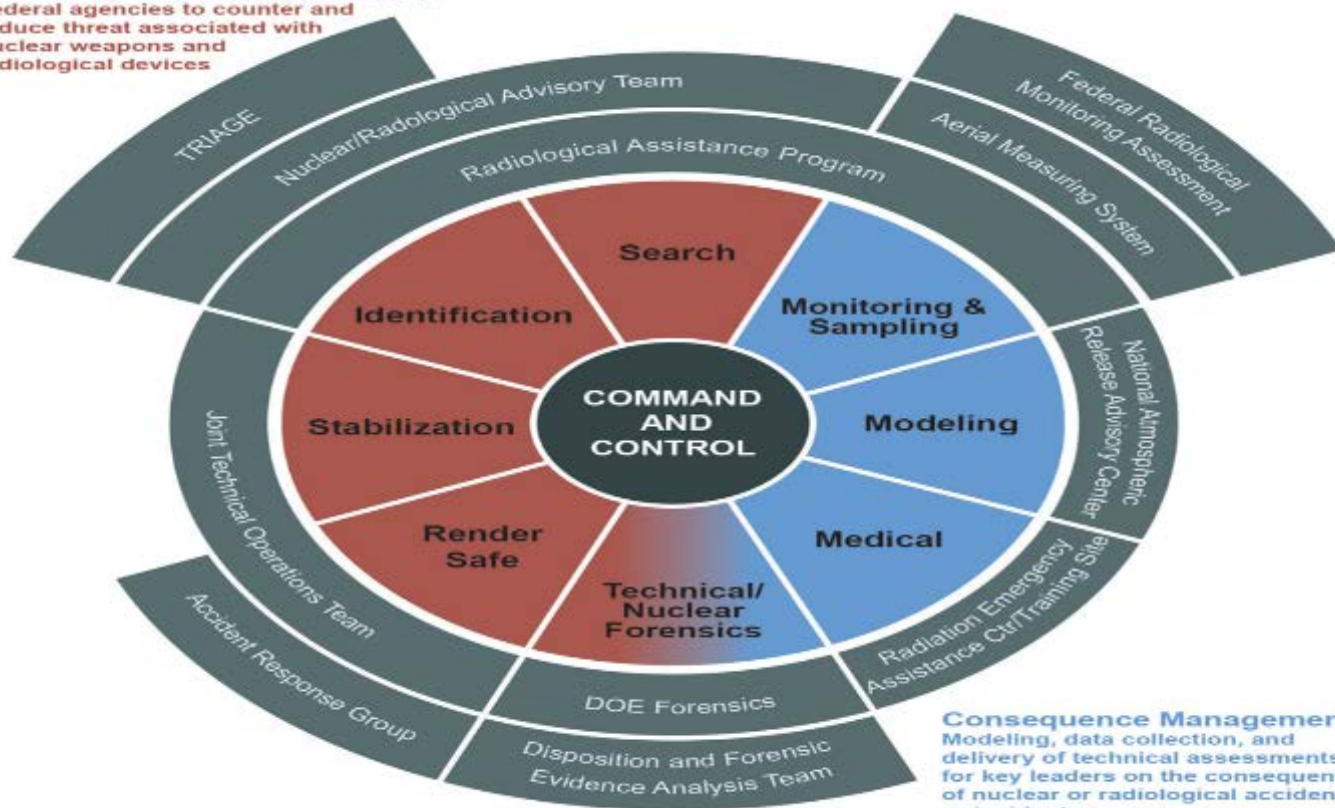 ederal agencies to counter and
duce threat associated with
uclear weapons and
diological devices
TRIAGE
Nuclear/Radological Advisory Team
Radiological Assistance Program
Federal Radiological
Monitoring Assessment
Aerial Measuring System
Search
Identification
Monitoring &
Sampling
Stabilization
COMMAND
AND
CONTROL
Modeling
National Atmospheric
Release Advisory Center
Render
Safe
Medical
Technical/
Nuclear
Forensics
Joint Technical Operations Team
Accident Response Group
Radiation Emergency
Assistance Ctr/Training Site
DOE Forensics
Disposition and Forensic
Evidence Analysis Team
Consequence Managemen
Modeling, data collection, and
delivery of technical assessments
for key leaders on the consequen
of nuclear or radiological acciden